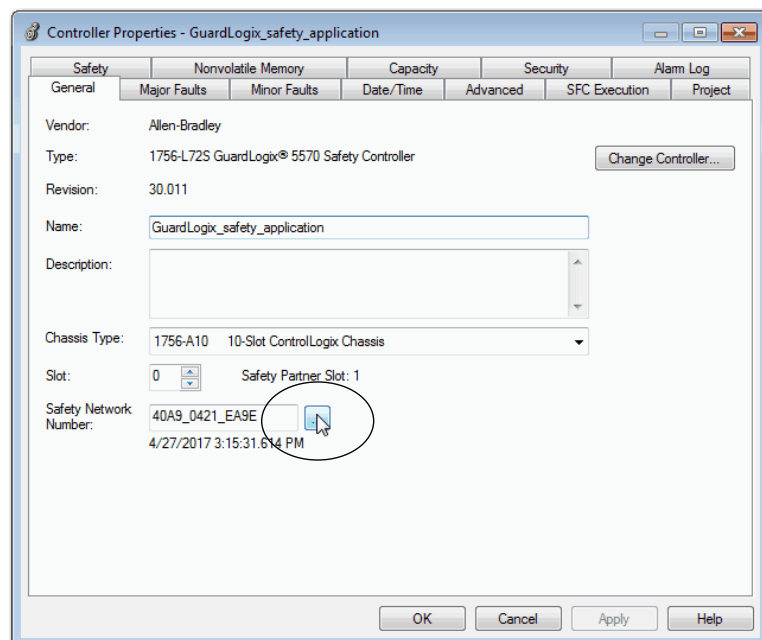 Controller Properties - GuardLogix_safety_application
Safety Nonvolatile Memory Capacity Security Alarm Log
General Major Faults Minor Faults Date/Time Advanced SFC Execution Project
Vendor: Allen-Bradley
Type: 1756-L72S GuardLogix® 5570 Safety Controller Change Controller...
Revision: 30.011
Name: GuardLogix_safety_application
Description:
Chassis Type: 1756-A10 10-Slot ControlLogix Chassis
Slot: 0 Safety Partner Slot: 1
Safety Network
Number: 40A9_0421_EA9E
4/27/2017 3:15:31.614 PM
OK Cancel Apply Help